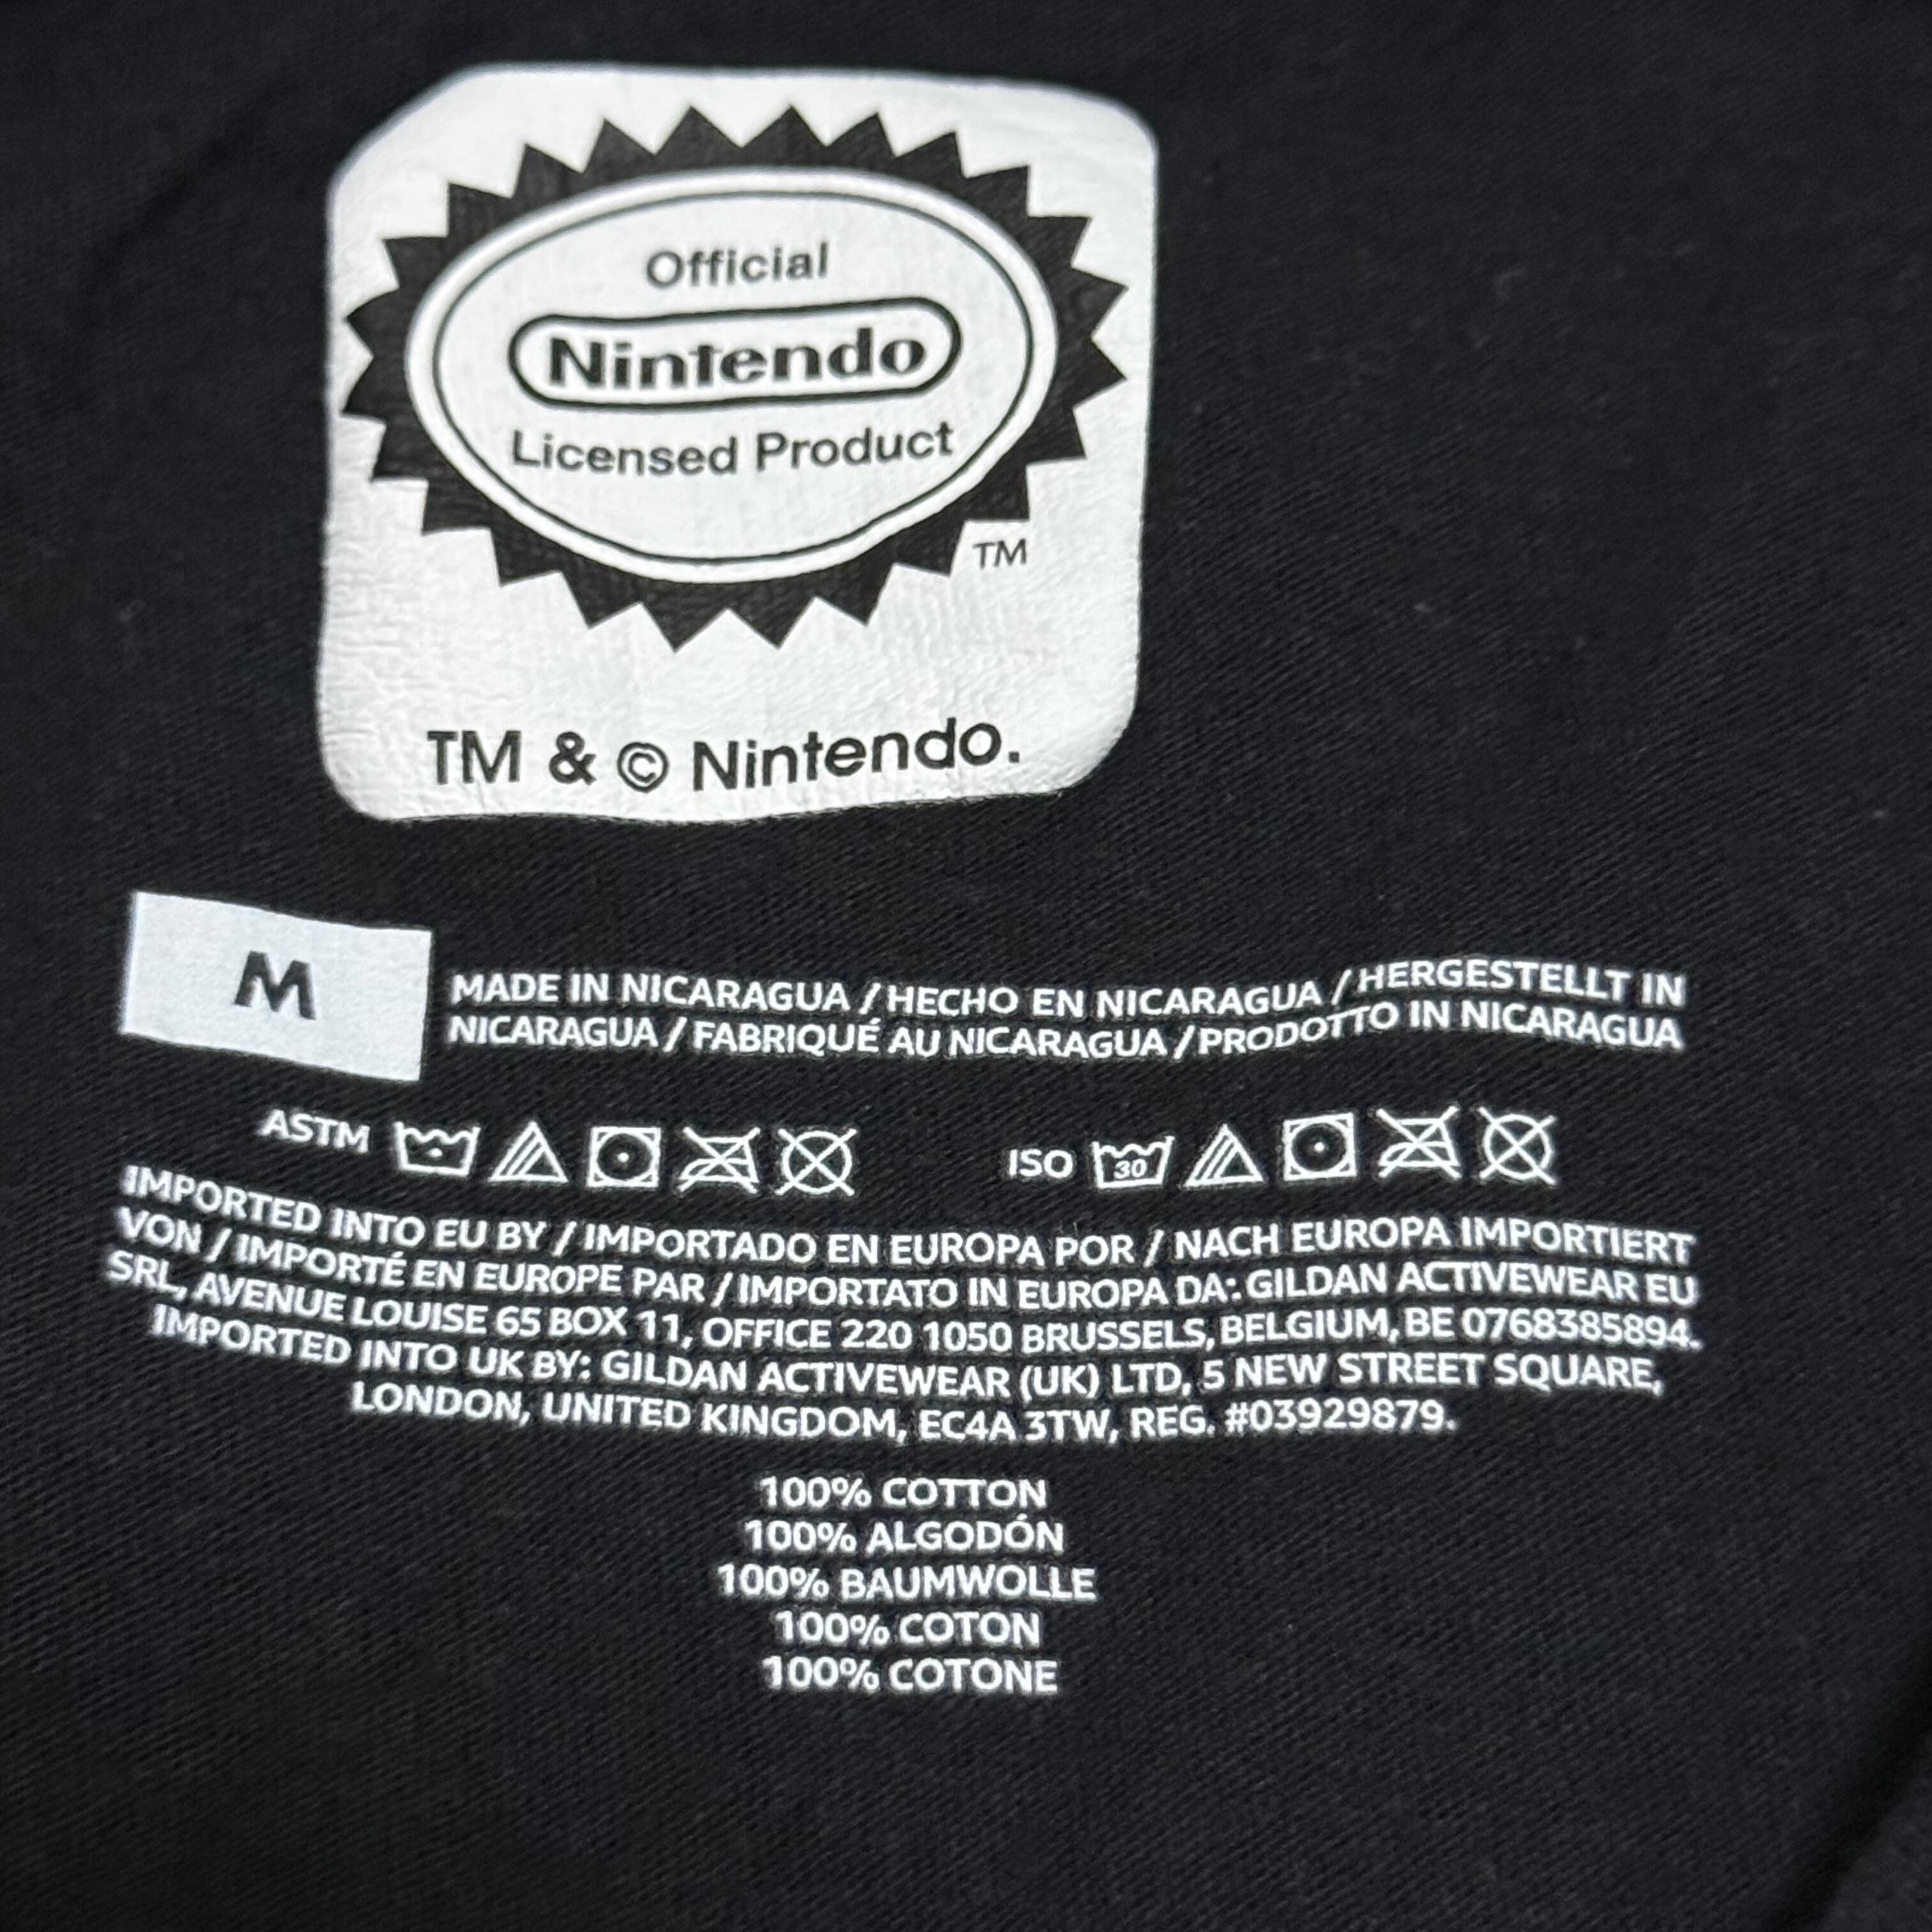 Official
Nintendo
Licensed Product
TM
TM & © Nintendo.
M
MADE IN NICARAGUA / HECHO EN NICARAGUA / HERGESTELLT IN
NICARAGUA / FABRIQUÉ AU NICARAGUA / PRODOTTO IN NICARAGUA
ASTM
ISO 30
IMPORTED INTO EU BY / IMPORTADO EN EUROPA POR / NACH EUROPA IMPORTIERT
VON / IMPORTÉ EN EUROPE PAR / IMPORTATO IN EUROPA DA: GILDAN ACTIVEWEAR EU
SRL, AVENUE LOUISE 65 BOX 11, OFFICE 220 1050 BRUSSELS, BELGIUM, BE 0768385894.
IMPORTED INTO UK BY: GILDAN ACTIVEWEAR (UK) LTD, 5 NEW STREET SQUARE,
LONDON, UNITED KINGDOM, EC4A 3TW, REG. #03929879.
100% COTTON
100% ALGODÓN
100% BAUMWOLLE
100% COTON
100% COTONE